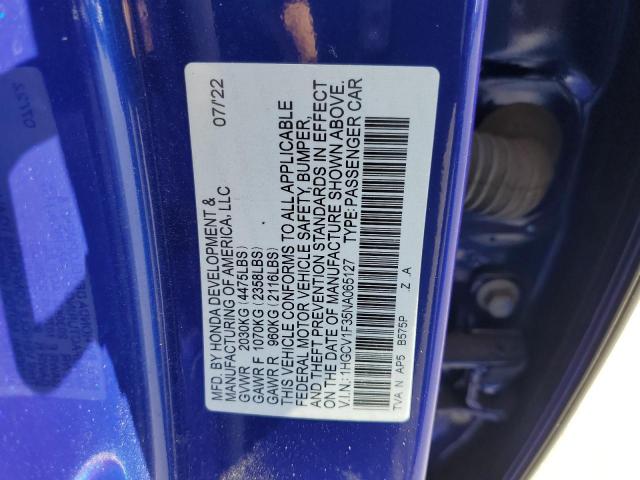 MFD. BY HONDA DEVELOPMENT & 07/'22
MANUFACTURING OF AMERICA, LLC
GVWR 2030KG (4475LBS)
GAWR F 1070KG (2358LBS)
GAWR R 960KG (2116LBS)
THIS VEHICLE CONFORMS TO ALL APPLICABLE
FEDERAL MOTOR VEHICLE SAFETY, BUMPER,
AND THEFT PREVENTION STANDARDS IN EFFECT
ON THE DATE OF MANUFACTURE SHOWN ABOVE.
V.I.N.: 1HGCV1F35NA065127 TYPE: PASSENGER CAR
TVA N AP5 B575P .Z .A